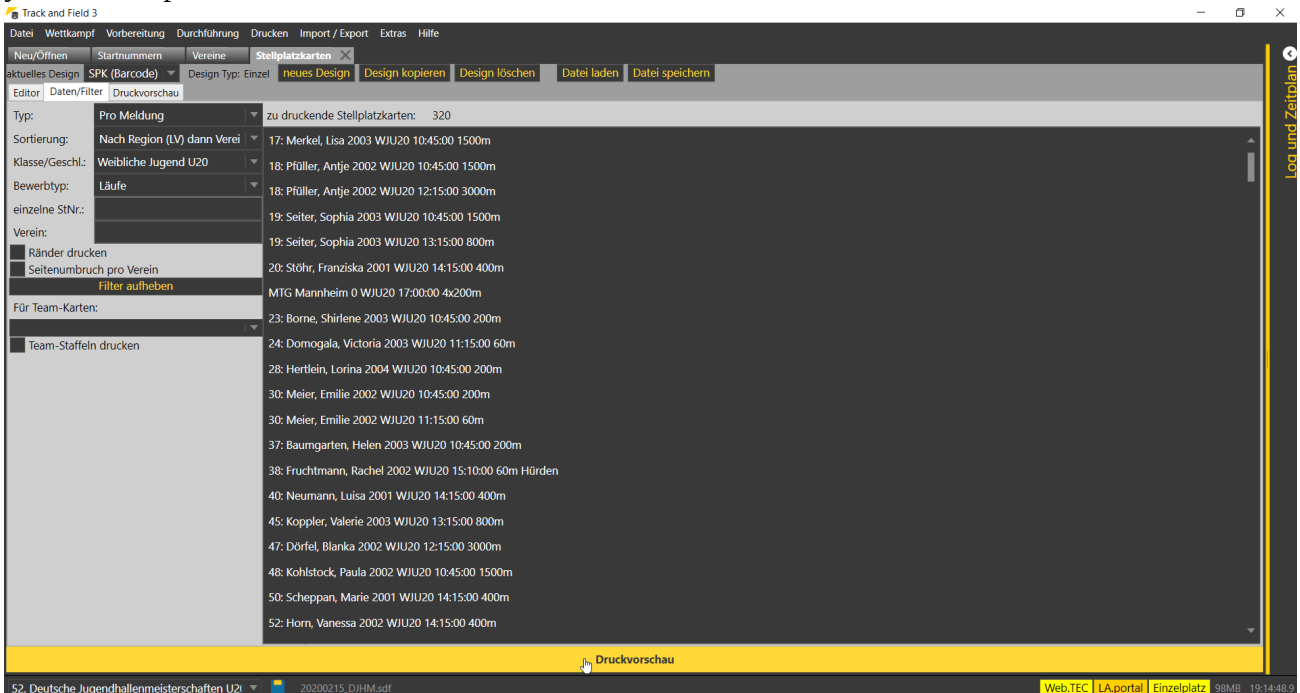 Track and Field 3
Datei Wettkampf Vorbereitung Durchführung Drucken Import / Export Extras Hilfe
Neu/Öffnen Startnummern Vereine Stellplatzkarten
aktuelles Design SPK (Barcode) Design Typ: Einzel neues Design Design kopieren Design löschen Datei laden Datei speichern
Editor Daten/Filter Druckvorschau
Typ: Pro Meldung
Sortierung: Nach Region (LV) dann Verei
Klasse/Geschl.: Weibliche Jugend U20
Bewerbtyp: Läufe
einzelne StNr.:
Verein:
Ränder drucken
Seitenumbruch pro Verein
Filter aufheben
Für Team-Karten:
Team-Staffeln drucken
zu druckende Stellplatzkarten: 320
17: Merkel, Lisa 2003 WJU20 10:45:00 1500m
18: Pfüller, Antje 2002 WJU20 10:45:00 1500m
18: Pfüller, Antje 2002 WJU20 12:15:00 3000m
19: Seiter, Sophia 2003 WJU20 10:45:00 1500m
19: Seiter, Sophia 2003 WJU20 13:15:00 800m
20: Stöhr, Franziska 2001 WJU20 14:15:00 400m
MTG Mannheim 0 WJU20 17:00:00 4x200m
23: Borne, Shirlene 2003 WJU20 10:45:00 200m
24: Domogala, Victoria 2003 WJU20 11:15:00 60m
28: Hertlein, Lorina 2004 WJU20 10:45:00 200m
30: Meier, Emilie 2002 WJU20 10:45:00 200m
30: Meier, Emilie 2002 WJU20 11:15:00 60m
37: Baumgarten, Helen 2003 WJU20 10:45:00 200m
38: Fruchtmann, Rachel 2002 WJU20 15:10:00 60m Hürden
40: Neumann, Luisa 2001 WJU20 14:15:00 400m
45: Koppler, Valerie 2003 WJU20 13:15:00 800m
47: Dörfel, Blanka 2002 WJU20 12:15:00 3000m
48: Kohlstock, Paula 2002 WJU20 10:45:00 1500m
50: Scheppan, Marie 2001 WJU20 14:15:00 400m
52: Horn, Vanessa 2002 WJU20 14:15:00 400m
Druckvorschau
Log und Zeitplan
52. Deutsche Jugendhallenmeisterschaften U20 20200215_DJHM.sdf Web.TEC LA.portal Einzelplatz 98MB 19:14:48.9